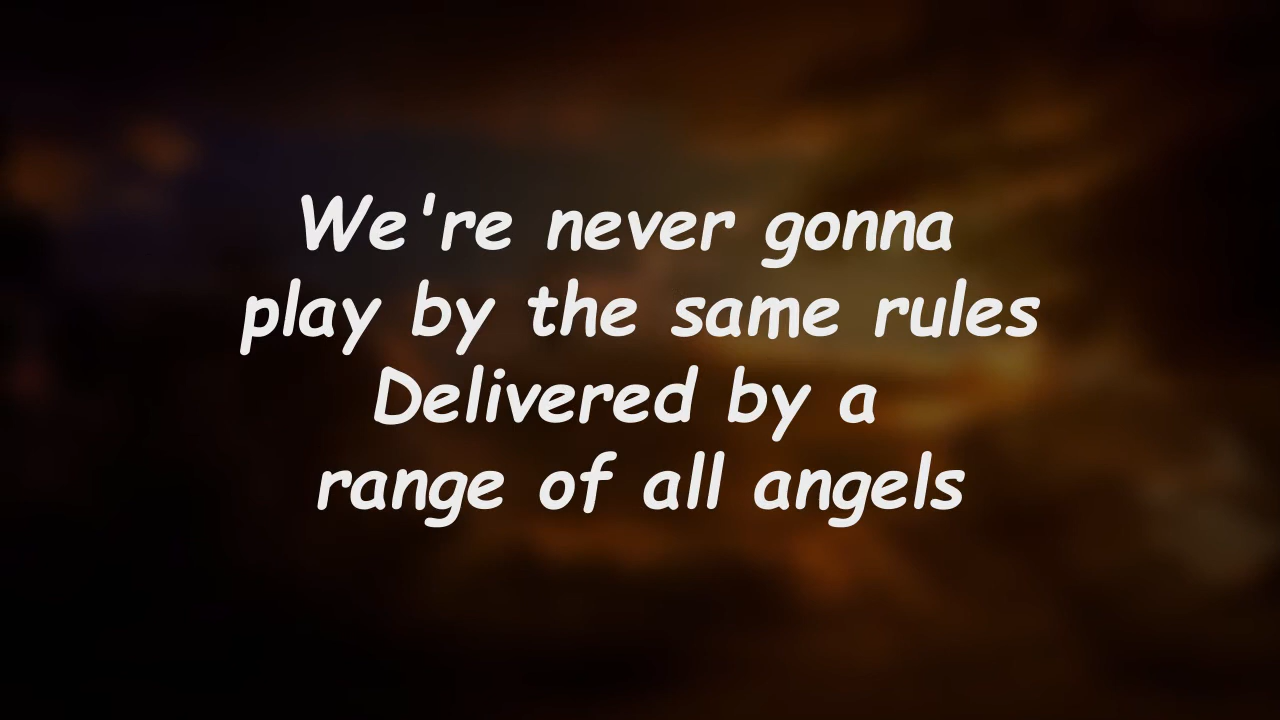 We're never gonna
play by the same rules
Delivered by a
range of all angels